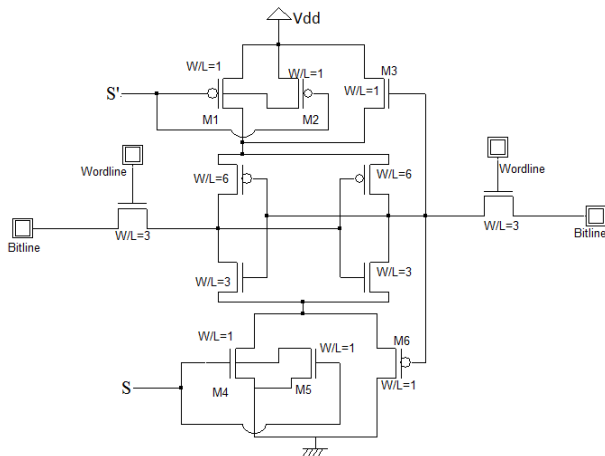 Vdd
W/L=1
W/L=1
M3
W/L=1
S'.
M1
M2
Wordline
Wordline
W/L=6
W/L=6
Bitline
W/L=3
W/L=3
Bitline
W/L=3
W/L=3
W/L=1
W/L=1
M6
S
M4
M5
W/L=1